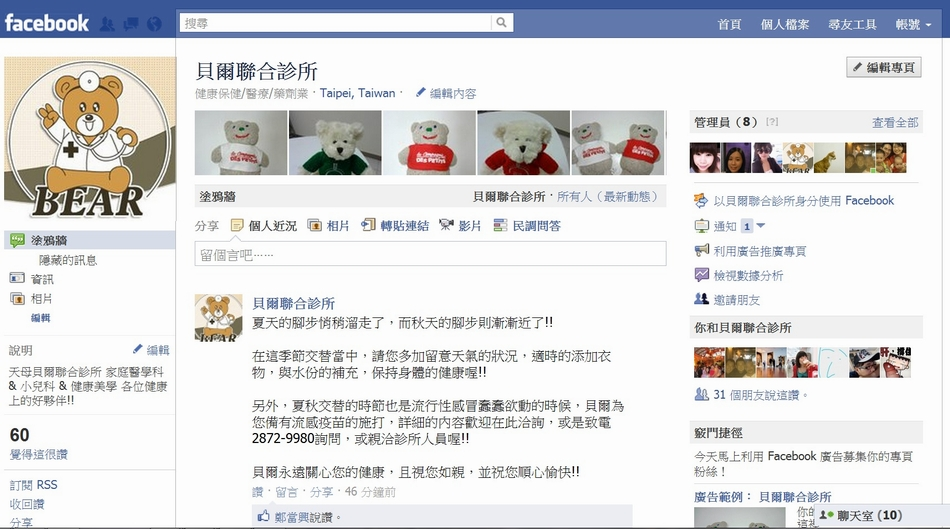 facebook
搜尋
首頁 個人檔案 尋友工具 帳號
BEAR
塗鴉牆
隱藏的訊息
資訊
相片
編輯
說明 編輯
天母貝爾聯合診所 家庭醫學科
& 小兒科 & 健康美學 各位健康
上的好夥伴!!
60
覺得這很讚
訂閱 RSS
收回讚
分享
貝爾聯合診所
健康保健/醫療/藥劑業 · Taipei, Taiwan · 編輯內容
塗鴉牆 貝爾聯合診所 · 所有人（最新動態）
分享 個人近況 相片 轉貼連結 影片 民調問答
留個言吧……
貝爾聯合診所
夏天的腳步悄稍溜走了，而秋天的腳步則漸漸近了!!
在這季節交替當中，請您多加留意天氣的狀況，適時的添加衣
物，與水份的補充，保持身體的健康喔!!
另外，夏秋交替的時節也是流行性感冒蠢蠢欲動的時候，貝爾為
您備有流感疫苗的施打，詳細的內容歡迎在此洽詢，或是致電
2872-9980詢問，或親洽診所人員喔!!
貝爾永遠關心您的健康，且視您如親，並祝您順心愉快!!
讚 · 留言 · 分享 · 46 分鐘前
鄭當興說讚。
編輯專頁
管理員（8） [?] 查看全部
以貝爾聯合診所身分使用 Facebook
通知 1
利用廣告推廣專頁
檢視數據分析
邀請朋友
你和貝爾聯合診所
31 個朋友說這讚。
竅門捷徑
今天馬上利用 Facebook 廣告募集你的專頁
粉絲！
廣告範例： 貝爾聯合診所
聊天室 (10)